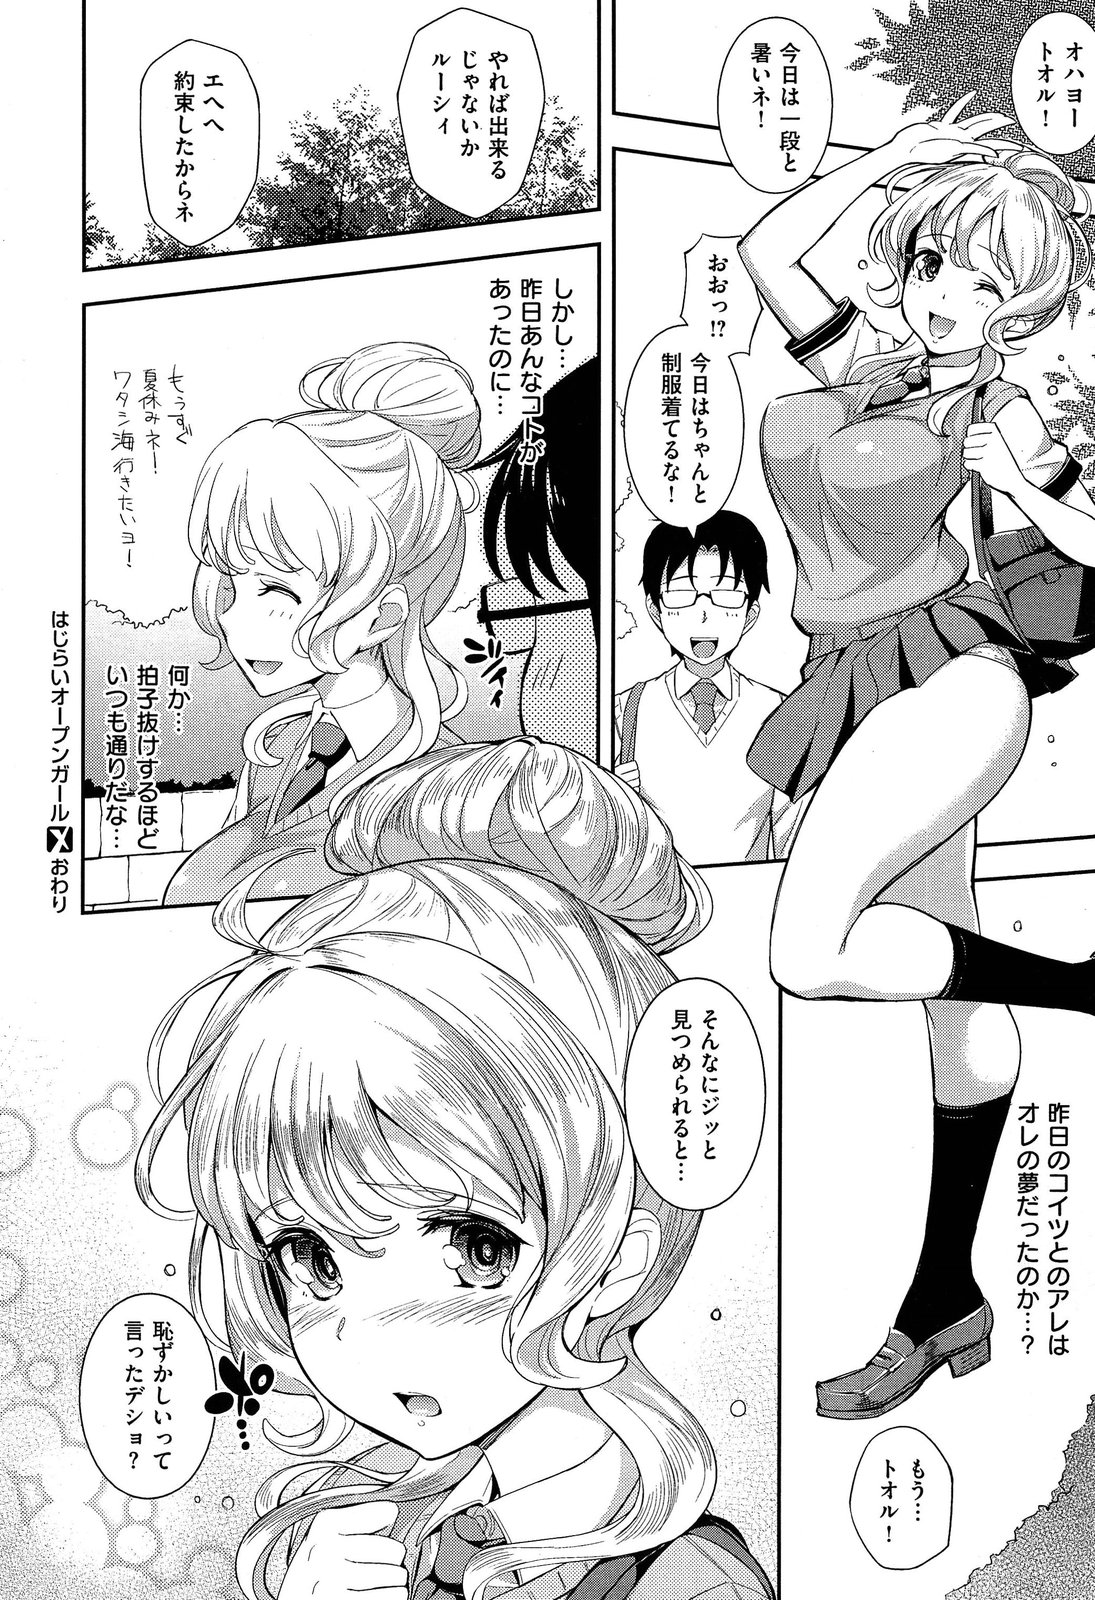 オハヨー
トオル！
今日は一段と
暑いネ！
おおっ！？
今日はちゃんと
制服着てるな！
やれば出来る
じゃないか
ルーシィ
エヘヘ
約束したからネ
しかし…
昨日あんなコトが
あったのに…
もうすぐ
夏休みネ！
ワタシ海行きたいヨー！
ジィ…
何か…
拍子抜けするほど
いつも通りだな…
昨日のコイツとのアレは
オレの夢だったのか…？
もう…
トオル！
そんなにジッと
見つめられると…
恥ずかしいって
言ったデショ？
はじらいオープンガール X おわり